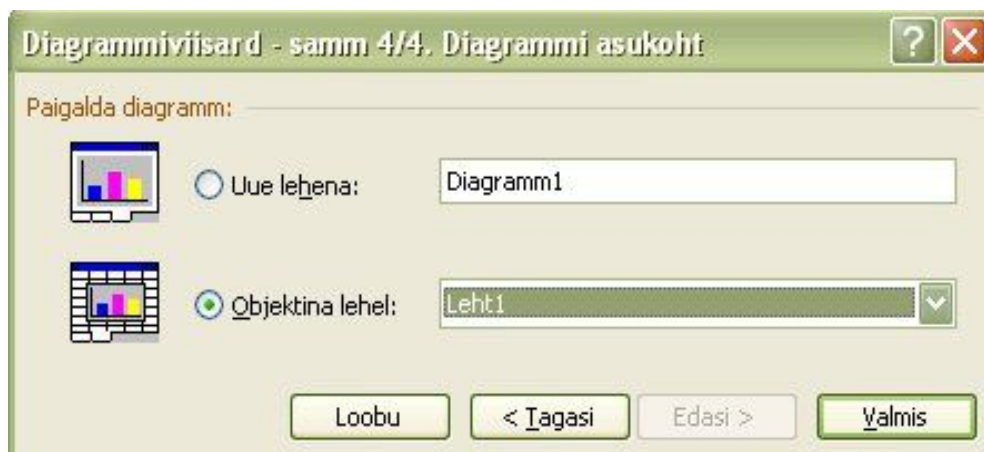 Diagrammiviisard - samm 4/4. Diagrammi asukoht
Paigalda diagramm:
Uue lehena: Diagramm1
Objektina lehel: Leht1
Loobu < Tagasi Edasi > Valmis